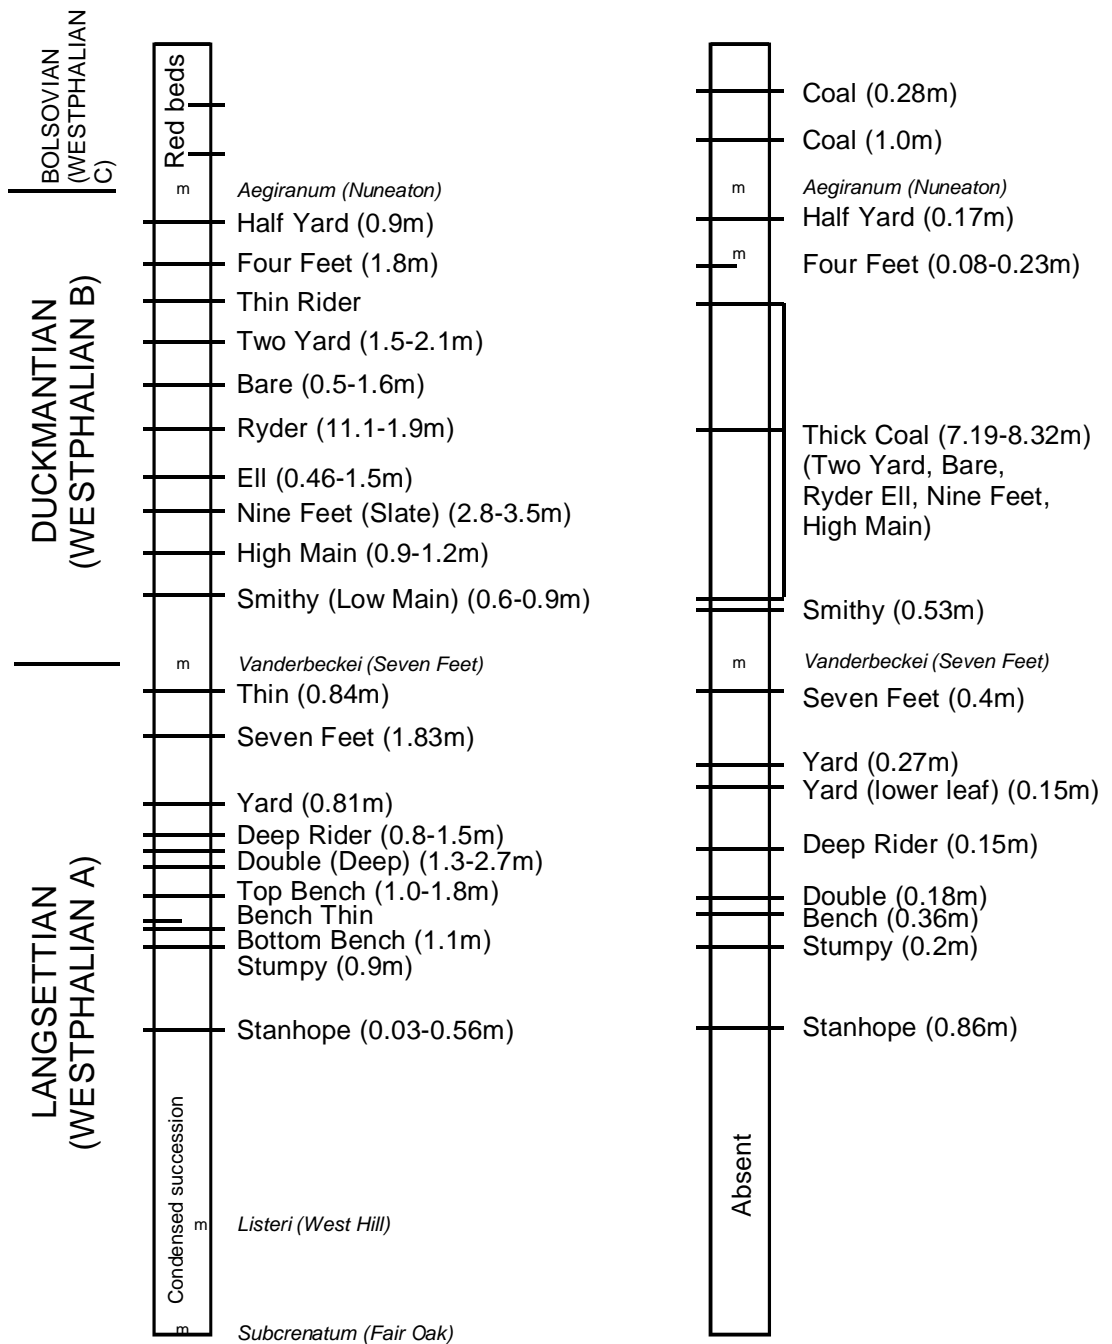 BOLSOVIAN
(WESTPHALIAN
C)
DUCKMANTIAN
(WESTPHALIAN B)
LANGSETTIAN
(WESTPHALIAN A)
Red beds
m
Aegiranum (Nuneaton)
Half Yard (0.9m)
Four Feet (1.8m)
Thin Rider
Two Yard (1.5-2.1m)
Bare (0.5-1.6m)
Ryder (11.1-1.9m)
Ell (0.46-1.5m)
Nine Feet (Slate) (2.8-3.5m)
High Main (0.9-1.2m)
Smithy (Low Main) (0.6-0.9m)
m
Vanderbeckei (Seven Feet)
Thin (0.84m)
Seven Feet (1.83m)
Yard (0.81m)
Deep Rider (0.8-1.5m)
Double (Deep) (1.3-2.7m)
Top Bench (1.0-1.8m)
Bench Thin
Bottom Bench (1.1m)
Stumpy (0.9m)
Stanhope (0.03-0.56m)
Condensed succession
m
Listeri (West Hill)
m
Subcrenatum (Fair Oak)
Coal (0.28m)
Coal (1.0m)
m
Aegiranum (Nuneaton)
Half Yard (0.17m)
m
Four Feet (0.08-0.23m)
Thick Coal (7.19-8.32m)
(Two Yard, Bare,
Ryder Ell, Nine Feet,
High Main)
Smithy (0.53m)
m
Vanderbeckei (Seven Feet)
Seven Feet (0.4m)
Yard (0.27m)
Yard (lower leaf) (0.15m)
Deep Rider (0.15m)
Double (0.18m)
Bench (0.36m)
Stumpy (0.2m)
Stanhope (0.86m)
Absent